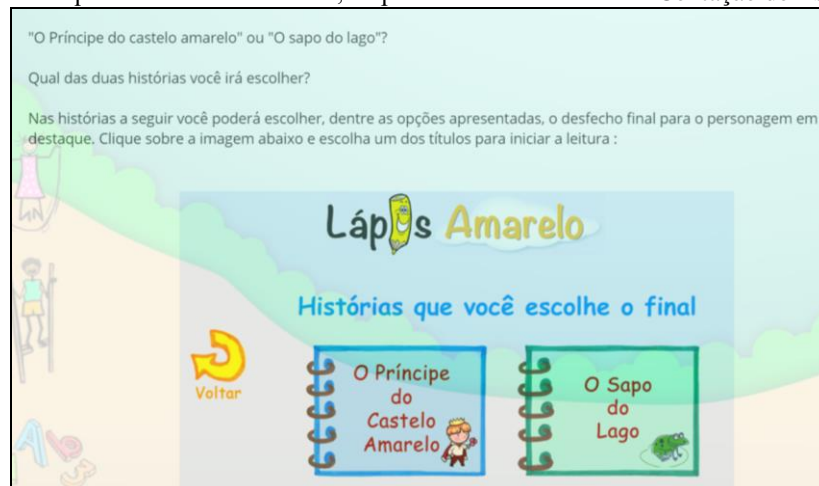 "O Príncipe do castelo amarelo" ou "O sapo do lago"?
Qual das duas histórias você irá escolher?
Nas histórias a seguir você poderá escolher, dentre as opções apresentadas, o desfecho final para o personagem em
destaque. Clique sobre a imagem abaixo e escolha um dos títulos para iniciar a leitura :
Lápis Amarelo
Histórias que você escolhe o final
Voltar
O Príncipe
do
Castelo
Amarelo
O Sapo
do
Lago